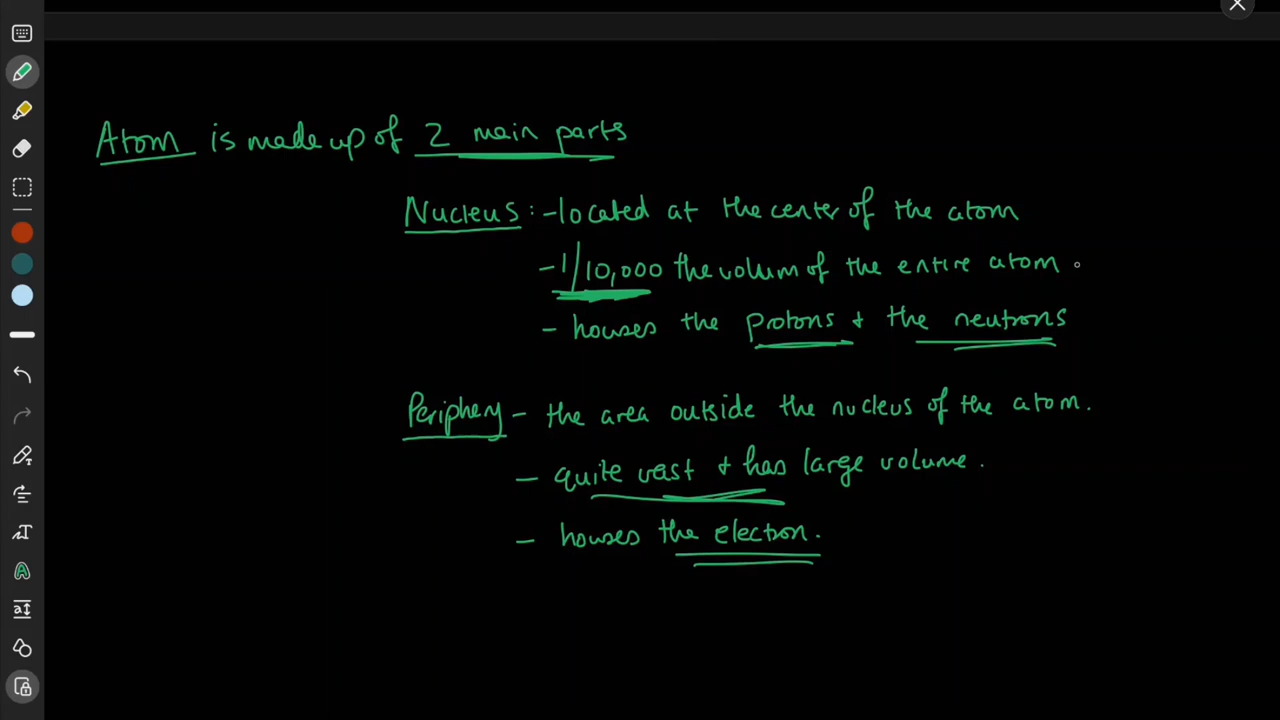 Atom is made up of 2 main parts
Nucleus: - located at the center of the atom
- 1/10,000 the volum of the entire atom
- houses the protons & the neutrons
Periphery - the area outside the nucleus of the atom.
- quite vast & has large volume.
- houses the electron.